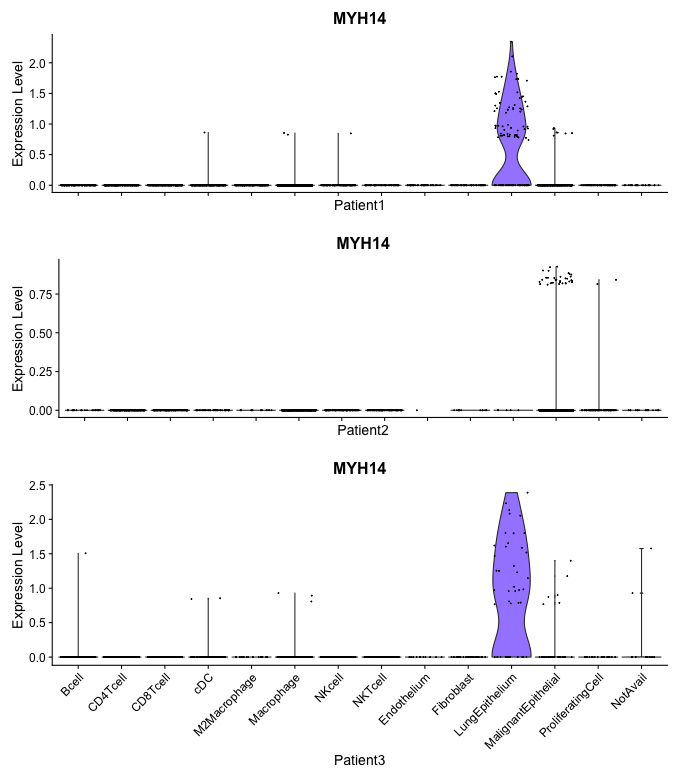 MYH14
Expression Level
2.0
1.5
1.0
0.5
0.0
Patient1
MYH14
Expression Level
0.75
0.50
0.25
0.00
Patient2
MYH14
Expression Level
2.5
2.0
1.5
1.0
0.5
0.0
Bcell
CD4Tcell
CD8Tcell
cDC
M2Macrophage
Macrophage
NKcell
NKTcell
Endothelium
Fibroblast
LungEpithelium
MalignantEpithelial
ProliferatingCell
NotAvail
Patient3